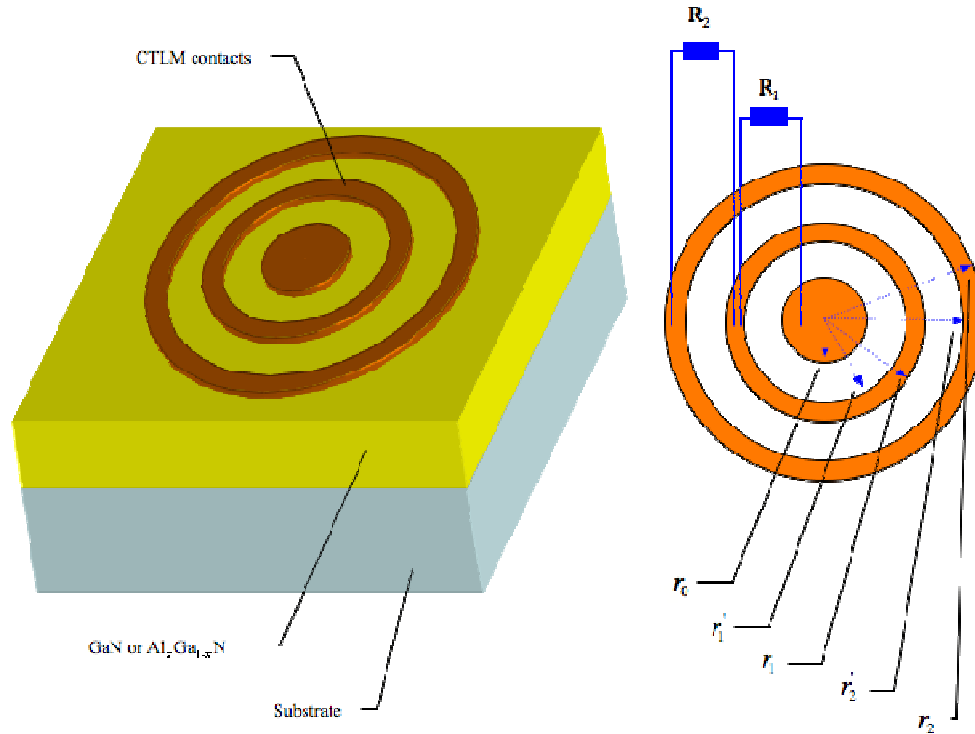 CTLM contacts
R₂
R₁
r₀
r₁'
r₁
r₂'
r₂
GaN or AlₓGa₁₋ₓN
Substrate